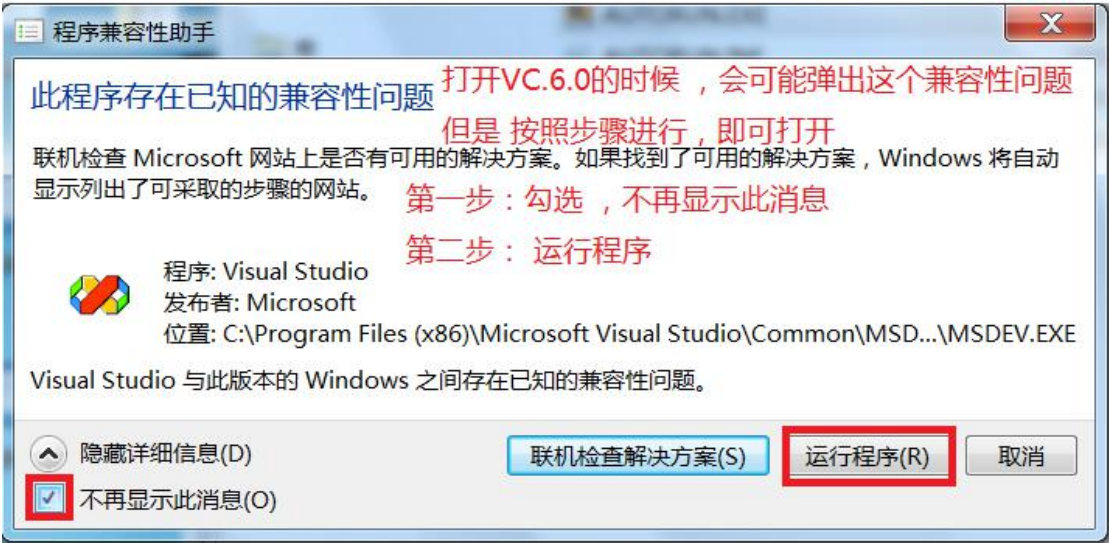 程序兼容性助手
此程序存在已知的兼容性问题
打开VC.6.0的时候 ，会可能弹出这个兼容性问题
但是 按照步骤进行，即可打开
联机检查 Microsoft 网站上是否有可用的解决方案。如果找到了可用的解决方案，Windows 将自动
显示列出了可采取的步骤的网站。
第一步：勾选 ，不再显示此消息
第二步： 运行程序
程序: Visual Studio
发布者: Microsoft
位置: C:\Program Files (x86)\Microsoft Visual Studio\Common\MSD...\MSDEV.EXE
Visual Studio 与此版本的 Windows 之间存在已知的兼容性问题。
隐藏详细信息(D)
联机检查解决方案(S)
运行程序(R)
取消
不再显示此消息(O)